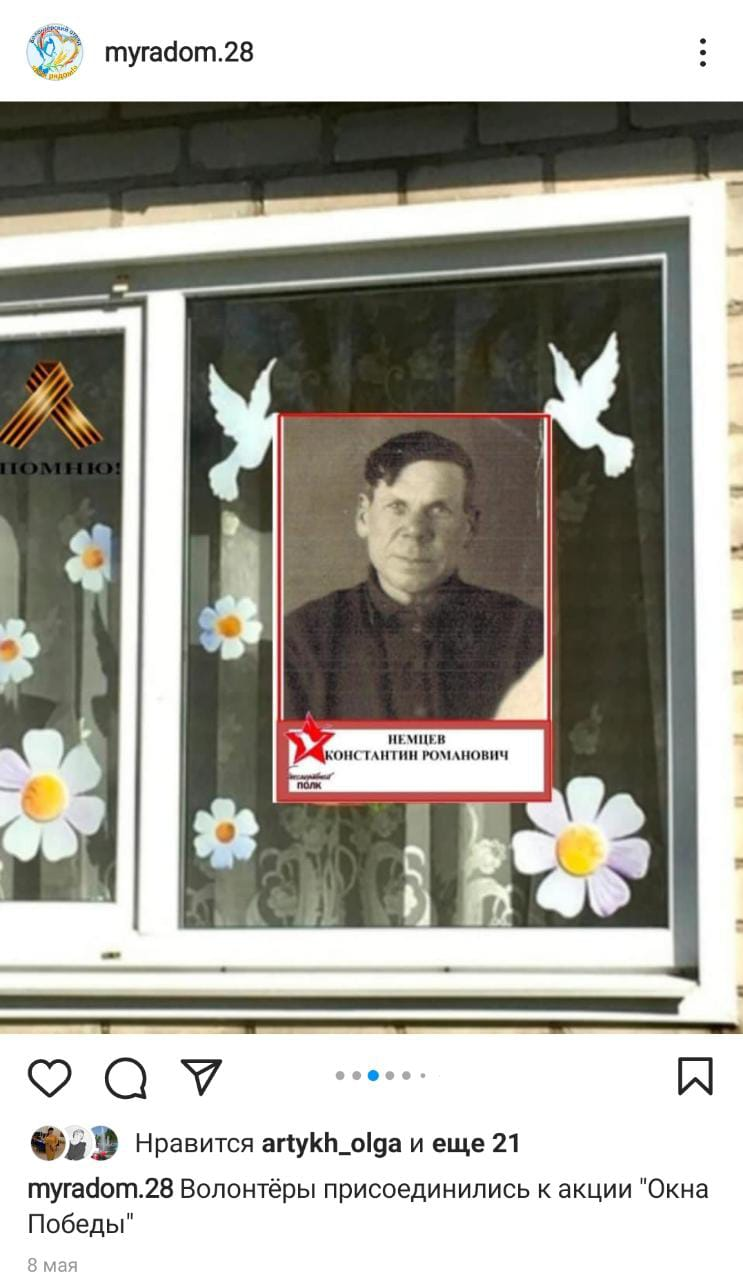 myradom.28
ПОМНЮ!
НЕМЦЕВ
КОНСТАНТИН РОМАНОВИЧ
Бессмертный
ПОЛК
Нравится artykh_olga и еще 21
myradom.28 Волонтёры присоединились к акции "Окна
Победы"
8 мая